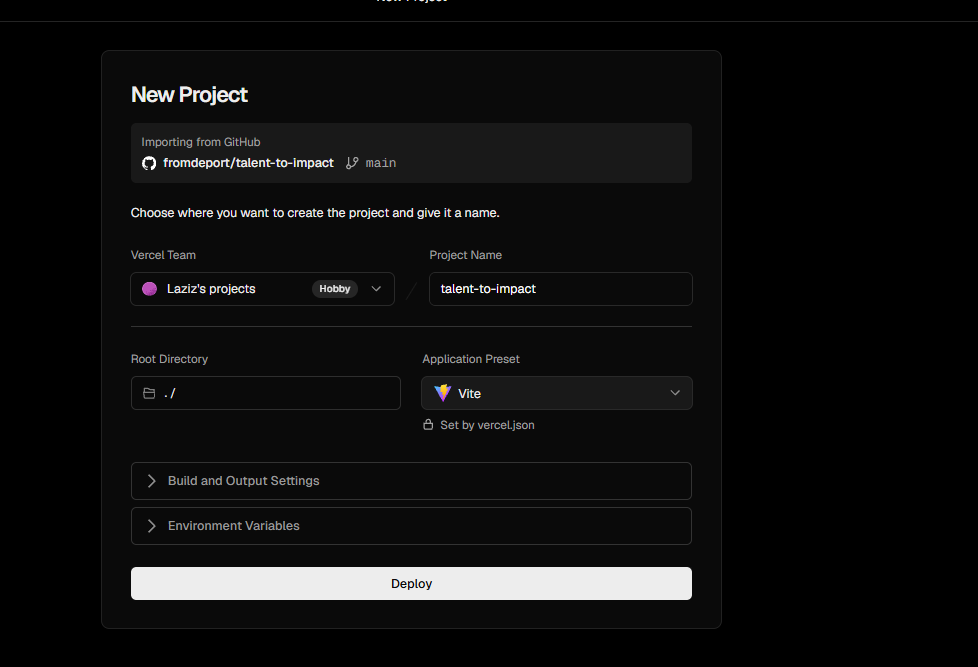 New Project
New Project
Importing from GitHub
fromdeport/talent-to-impact main
Choose where you want to create the project and give it a name.
Vercel Team
Project Name
Laziz's projects Hobby
talent-to-impact
Root Directory
Application Preset
./
Vite
Set by vercel.json
Build and Output Settings
Environment Variables
Deploy